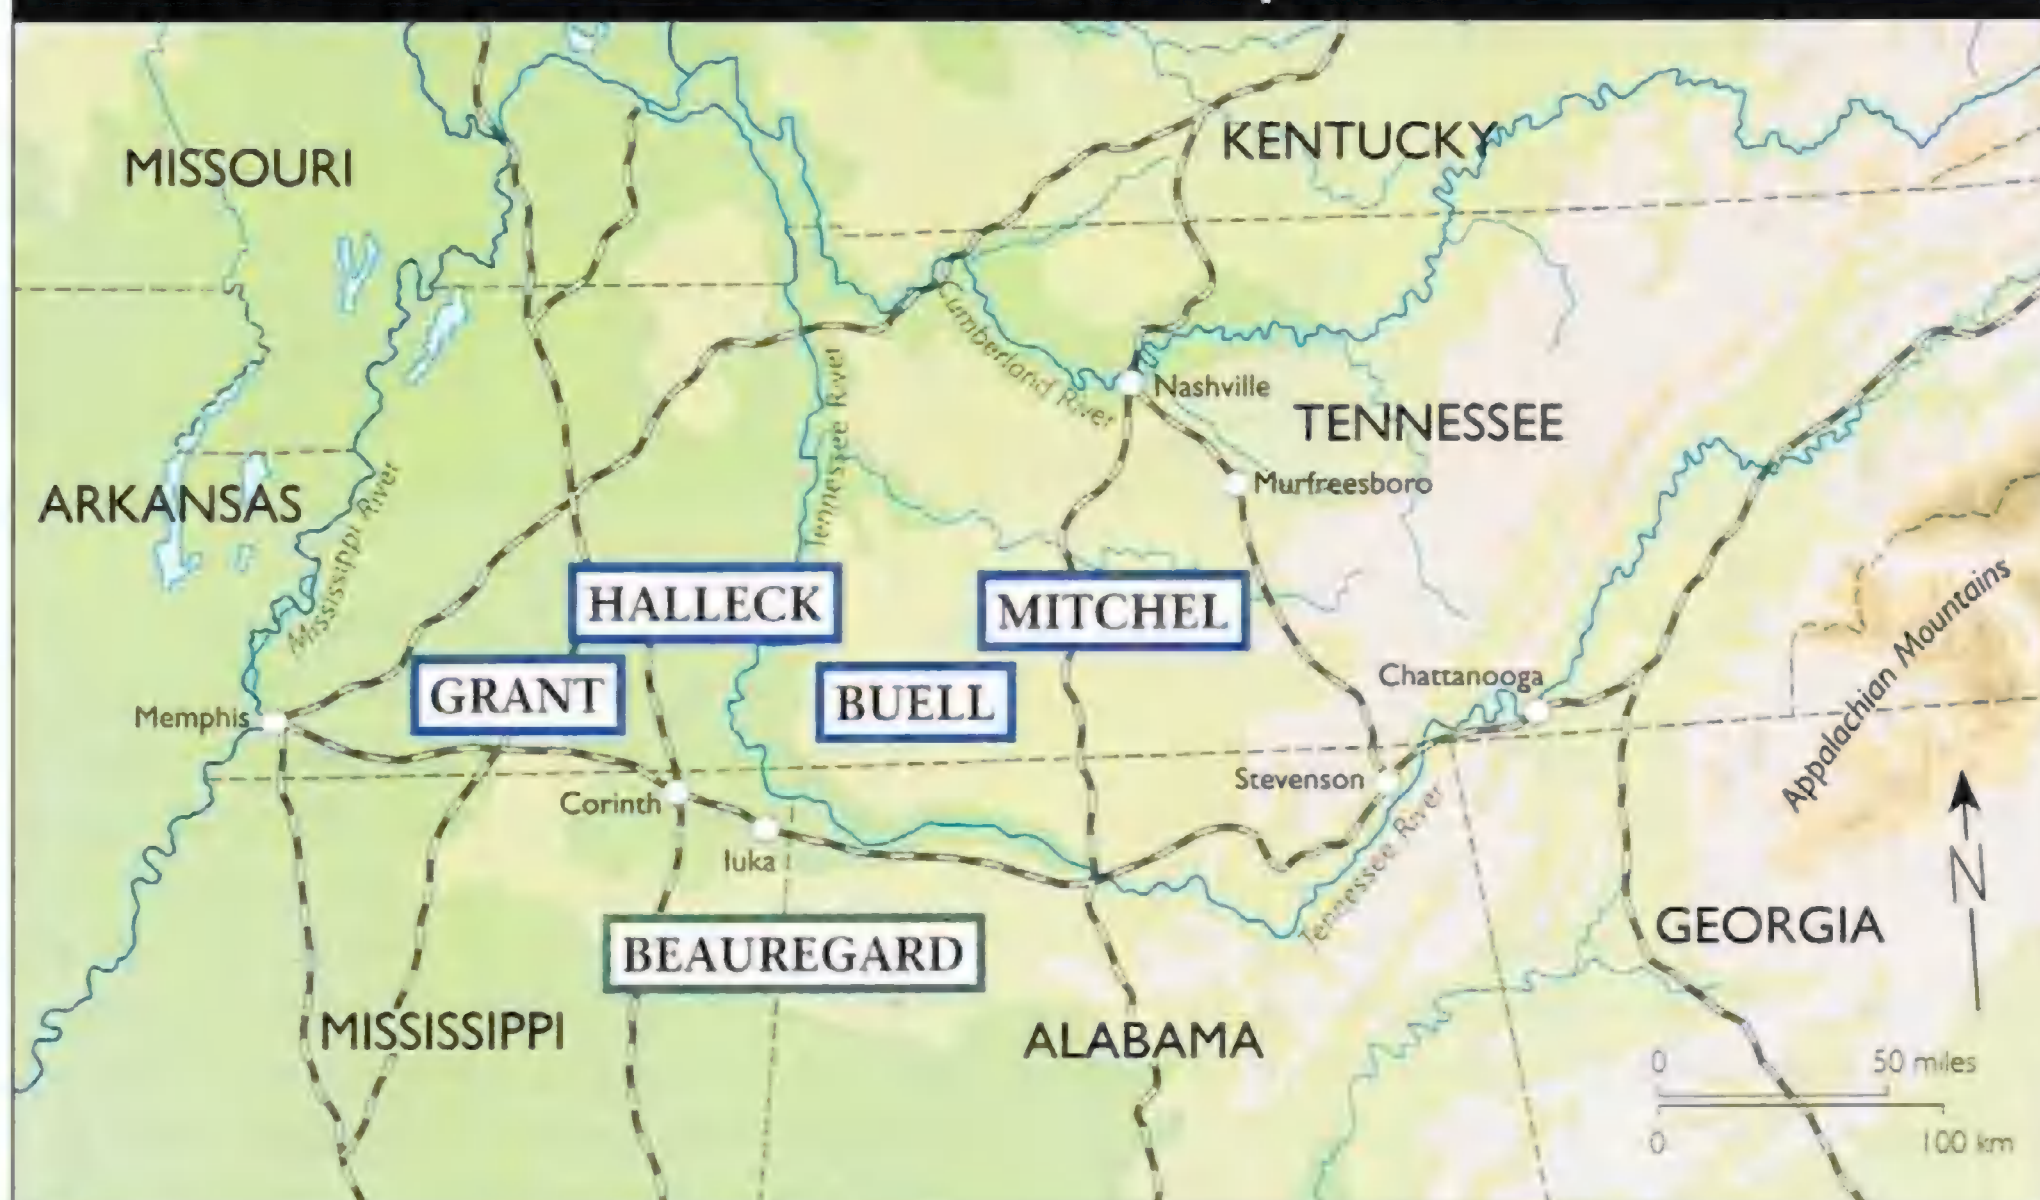 KENTUCKY
MISSOURI
Cumberland River
Tennessee River
Nashville
TENNESSEE
Murfreesboro
ARKANSAS
Mississippi River
HALLECK
MITCHEL
GRANT
BUELL
Chattanooga
Memphis
Appalachian Mountains
Stevenson
Corinth
Iuka
Tennessee River
N
GEORGIA
BEAUREGARD
MISSISSIPPI
ALABAMA
0 50 miles
0 100 km